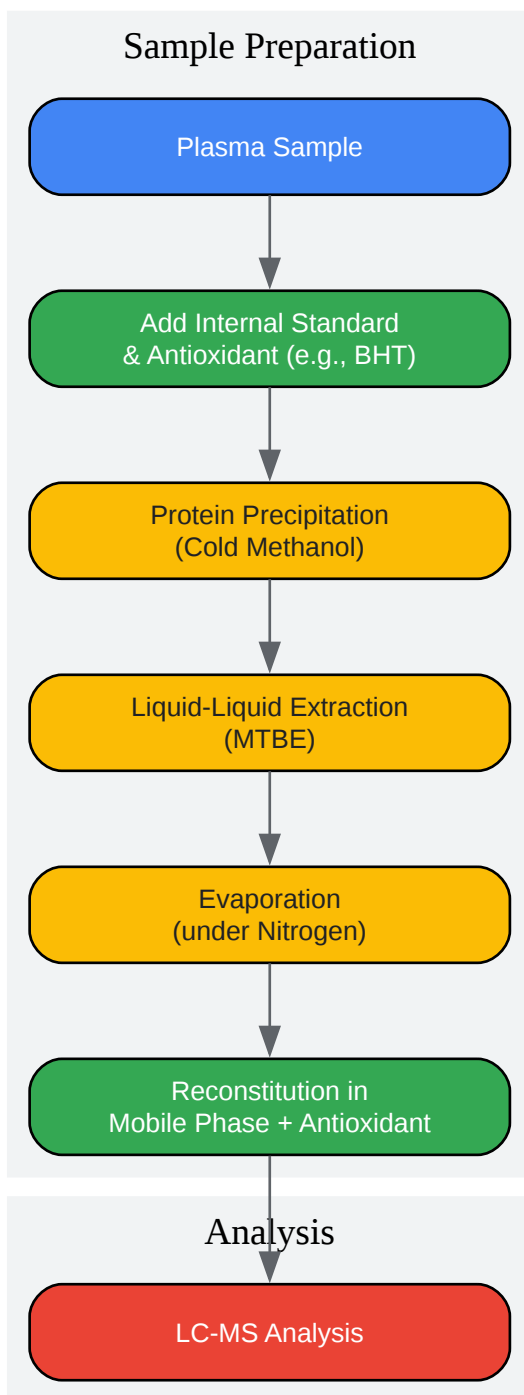 Sample Preparation
Plasma Sample
Add Internal Standard
& Antioxidant (e.g., BHT)
Protein Precipitation
(Cold Methanol)
Liquid-Liquid Extraction
(MTBE)
Evaporation
(under Nitrogen)
Reconstitution in
Mobile Phase + Antioxidant
Analysis
LC-MS Analysis